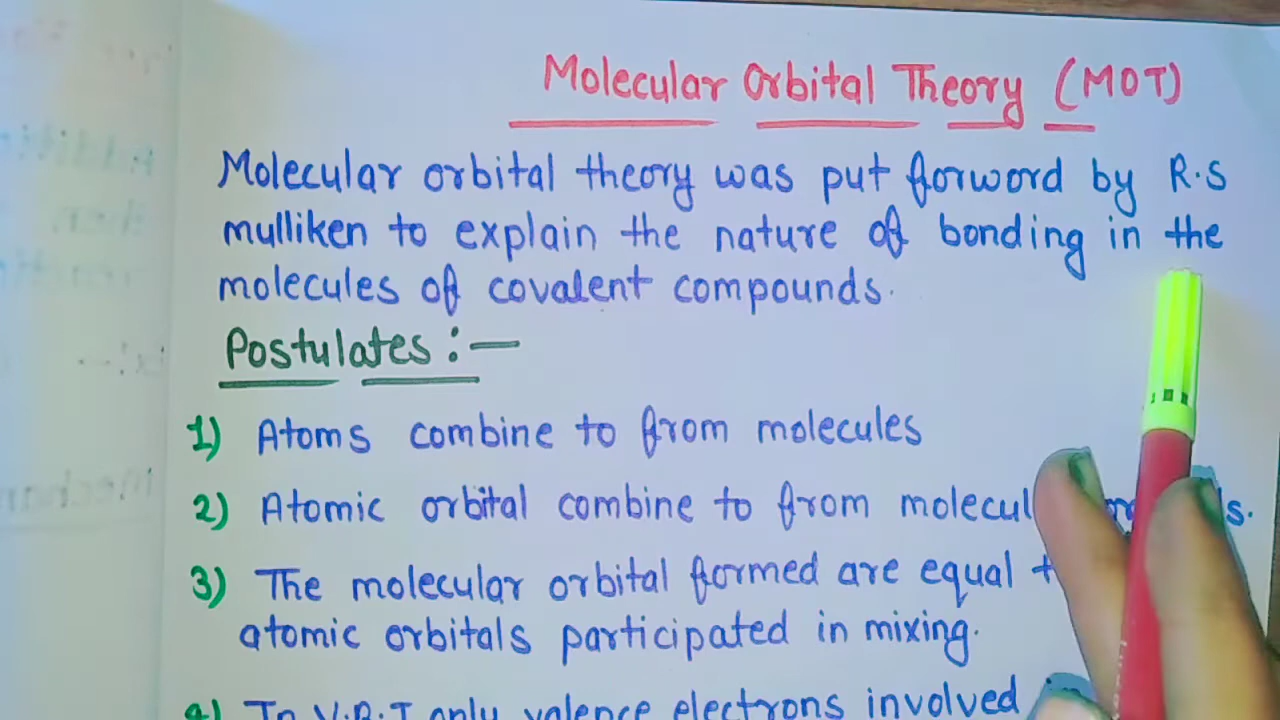 Molecular Orbital Theory (MOT)
Molecular orbital theory was put forword by R.S
mulliken to explain the nature of bonding in the
molecules of covalent compounds.
Postulates :—
1) Atoms combine to from molecules
2) Atomic orbital combine to from
3) The molecular orbital formed are equal
atomic orbitals participated in mixing.
4) In V.B.T only valence electrons involved